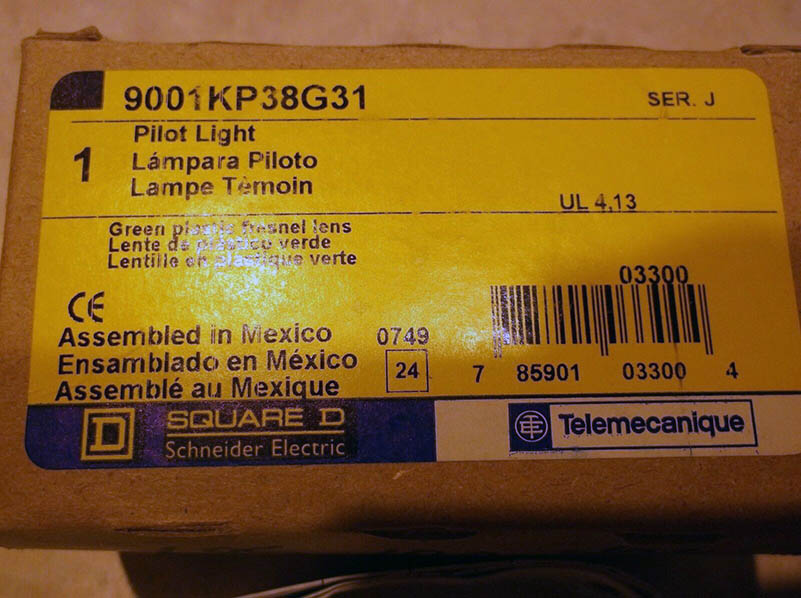 9001KP38G31 SER. J
Pilot Light
1 Lámpara Piloto
Lampe Tèmoin
UL 4,13
Green plastic fresnel lens
Lente de plástico verde
Lentille en plastique verte
03300
CE
Assembled in Mexico 0749
Ensamblado en México 24
7 85901 03300 4
Assemblé au Mexique
D SQUARE D
Schneider Electric
TE Telemecanique